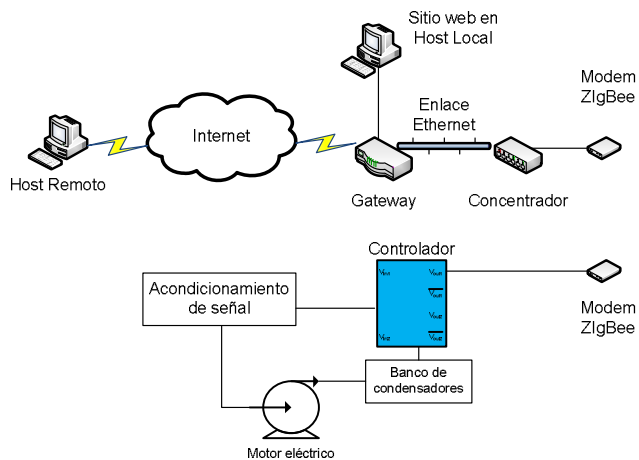 Sitio web en
Host Local
Modem
ZIgBee
Enlace
Ethernet
Internet
Host Remoto
Gateway
Concentrador
Controlador
Acondicionamiento
de señal
Modem
ZIgBee
Banco de
condensadores
Motor eléctrico